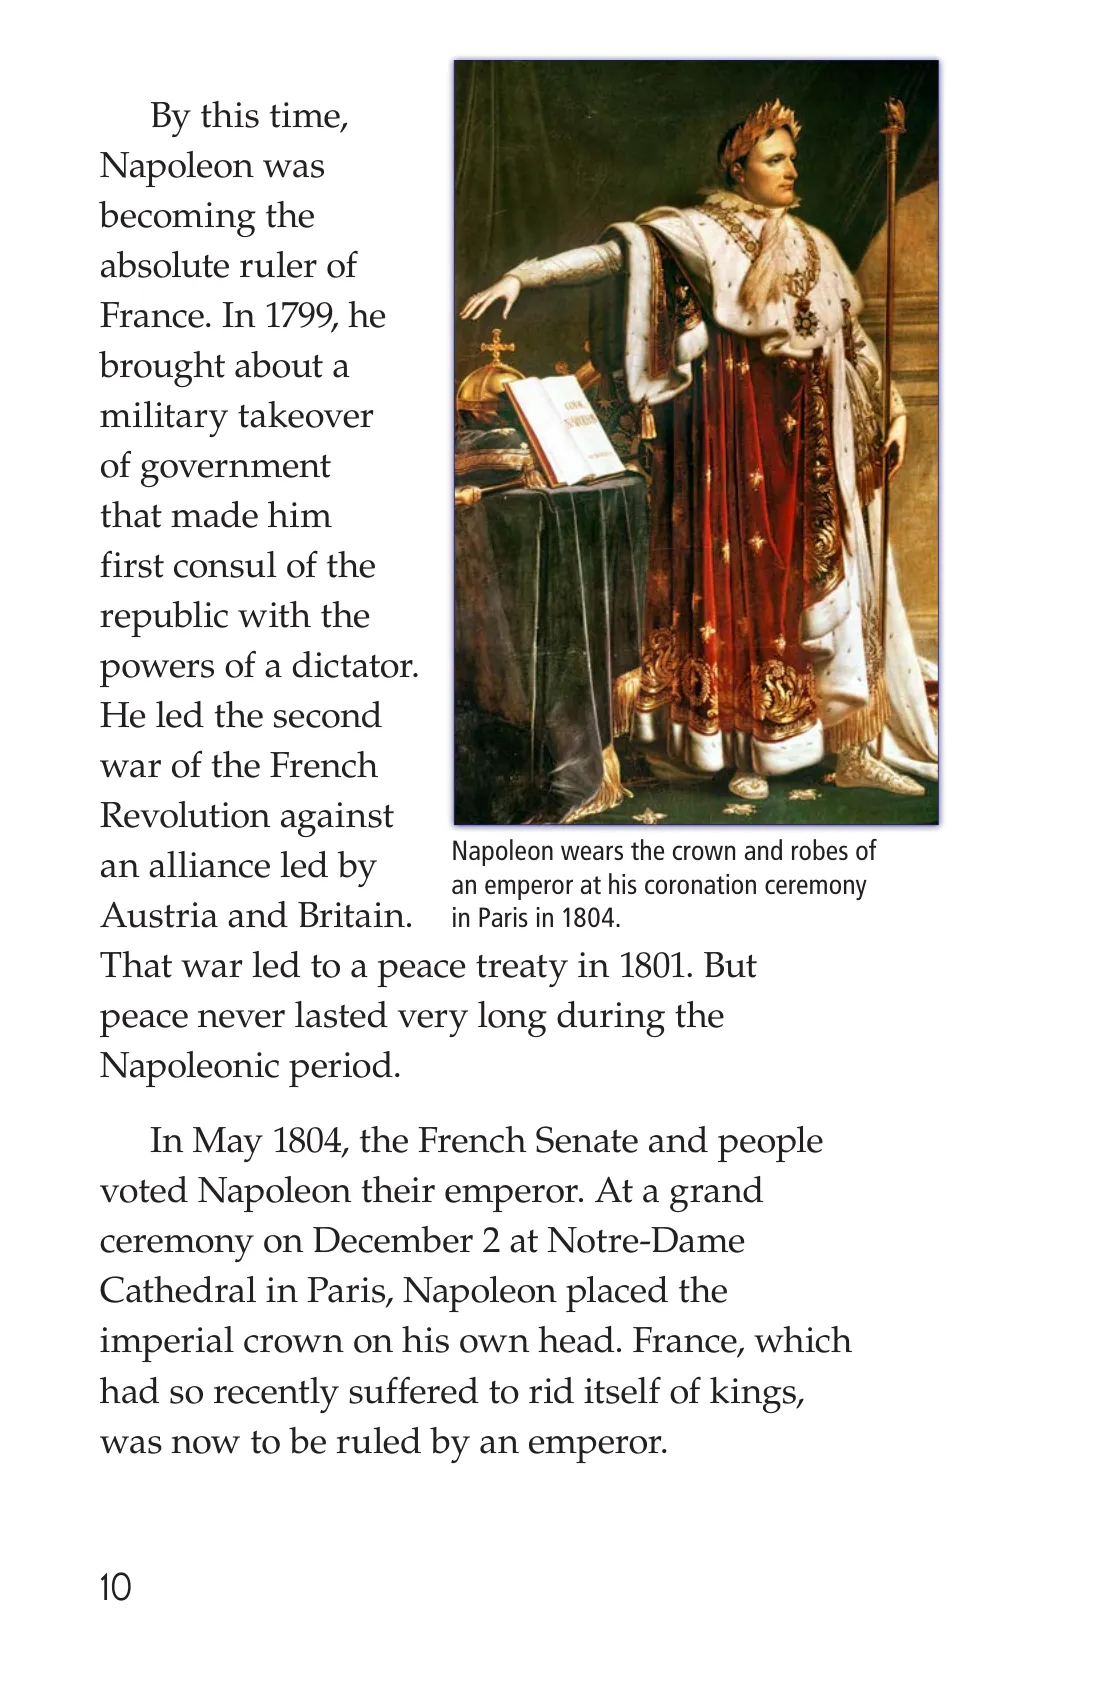 By this time,
Napoleon was
becoming the
absolute ruler of
France. In 1799, he
brought about a
military takeover
of government
that made him
first consul of the
republic with the
powers of a dictator.
He led the second
war of the French
Revolution against
an alliance led by
Austria and Britain.
That war led to a peace treaty in 1801. But
peace never lasted very long during the
Napoleonic period.
Napoleon wears the crown and robes of
an emperor at his coronation ceremony
in Paris in 1804.
In May 1804, the French Senate and people
voted Napoleon their emperor. At a grand
ceremony on December 2 at Notre-Dame
Cathedral in Paris, Napoleon placed the
imperial crown on his own head. France, which
had so recently suffered to rid itself of kings,
was now to be ruled by an emperor.
10